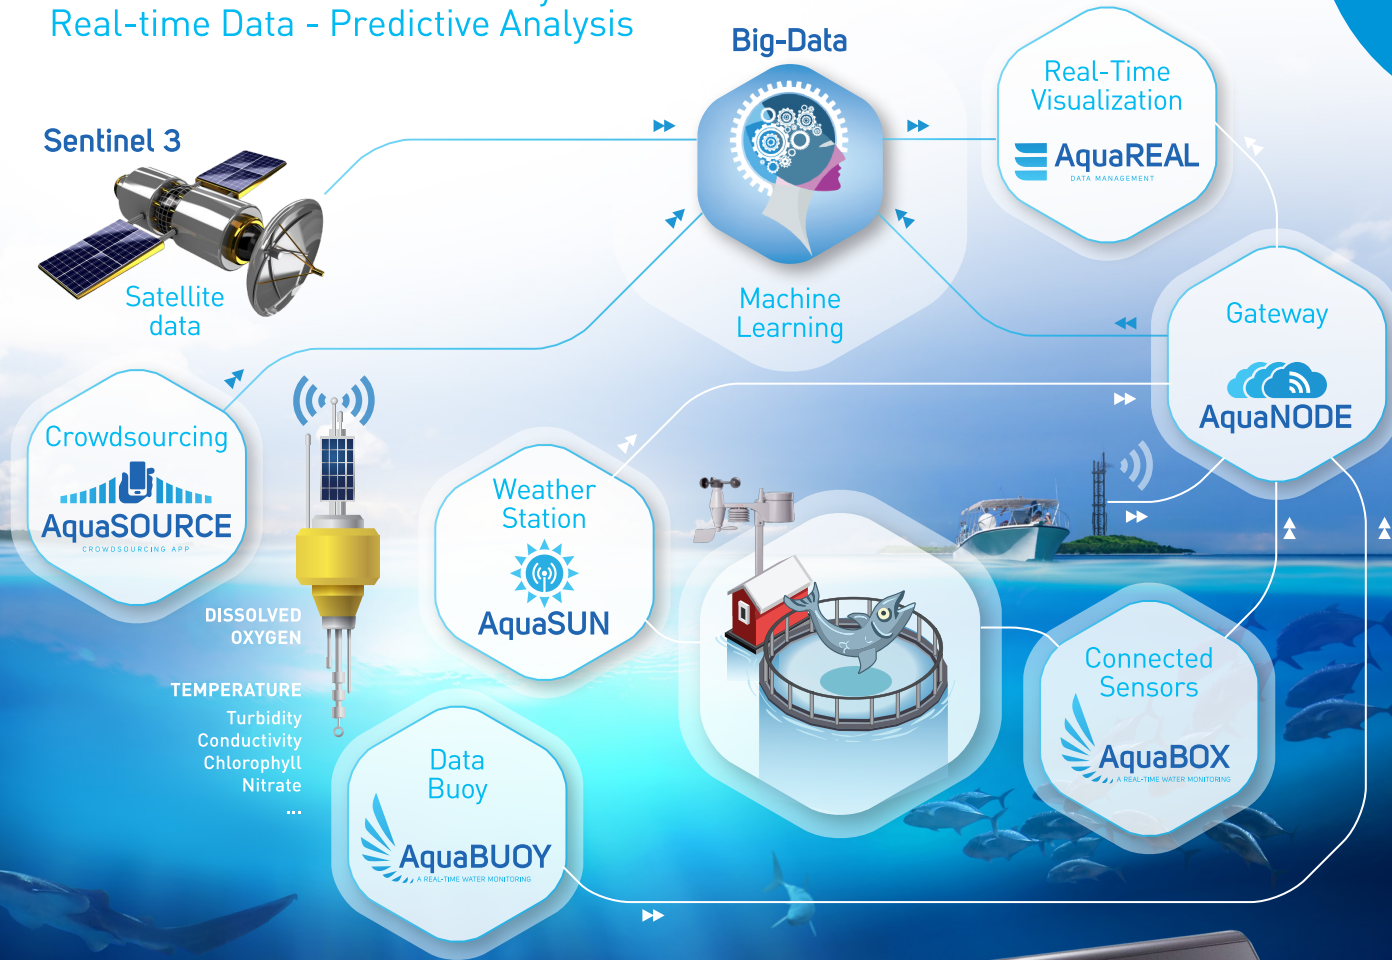 Real-time Data - Predictive Analysis
Big-Data
Real-Time
Visualization
AquaREAL
DATA MANAGEMENT
Sentinel 3
Satellite
data
Machine
Learning
Gateway
AquaNODE
Crowdsourcing
AquaSOURCE
CROWDSOURCING APP
Weather
Station
AquaSUN
DISSOLVED
OXYGEN
TEMPERATURE
Turbidity
Conductivity
Chlorophyll
Nitrate
...
Connected
Sensors
AquaBOX
A REAL-TIME WATER MONITORING
Data
Buoy
AquaBUOY
A REAL-TIME WATER MONITORING